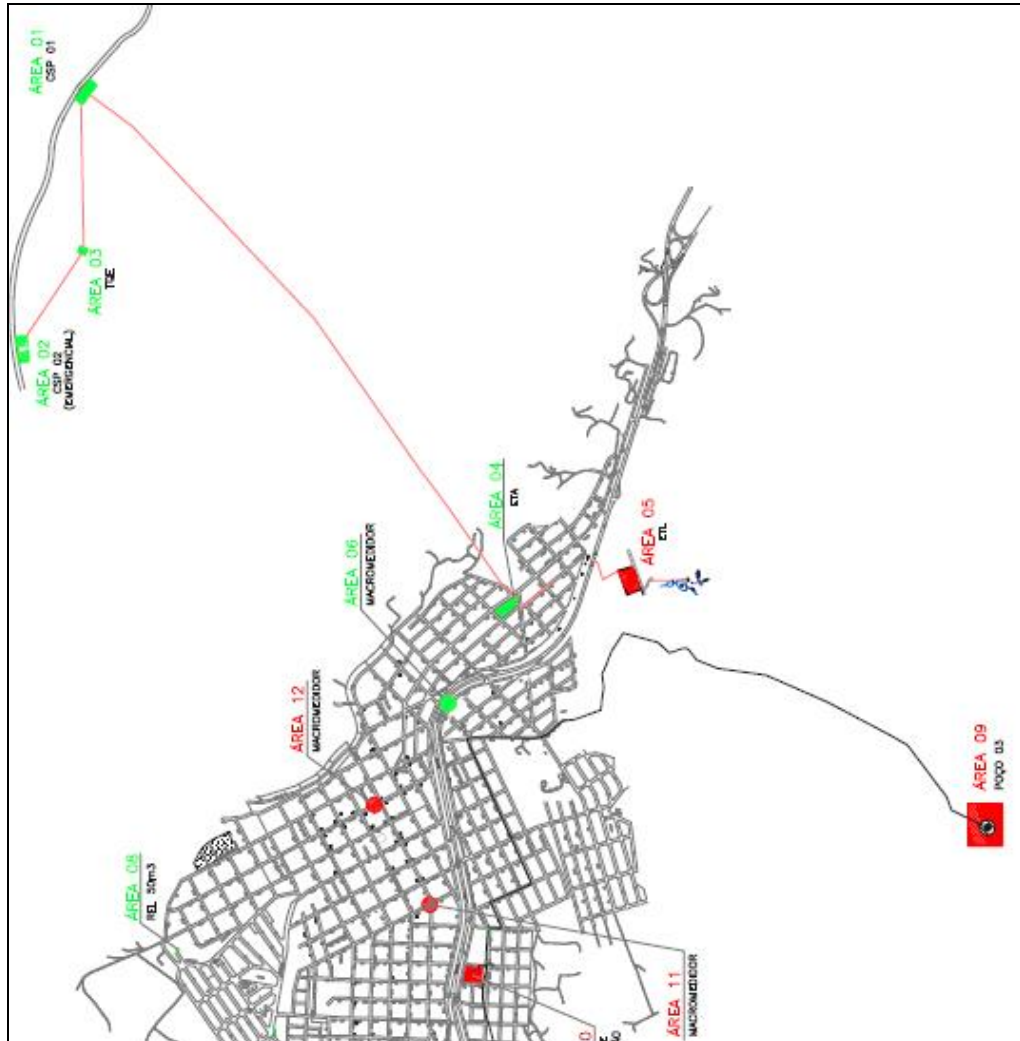 ÁREA 01
CSP 01
ÁREA 03
TGE
ÁREA 02
CSP 02
(EMERGENCIAL)
ÁREA 04
ETA
ÁREA 05
ETL
ÁREA 06
MACROMEDIDOR
ÁREA 12
MACROMEDIDOR
ÁREA 09
POÇO 03
ÁREA 08
REL 50m3
ÁREA 11
MACROMEDIDOR